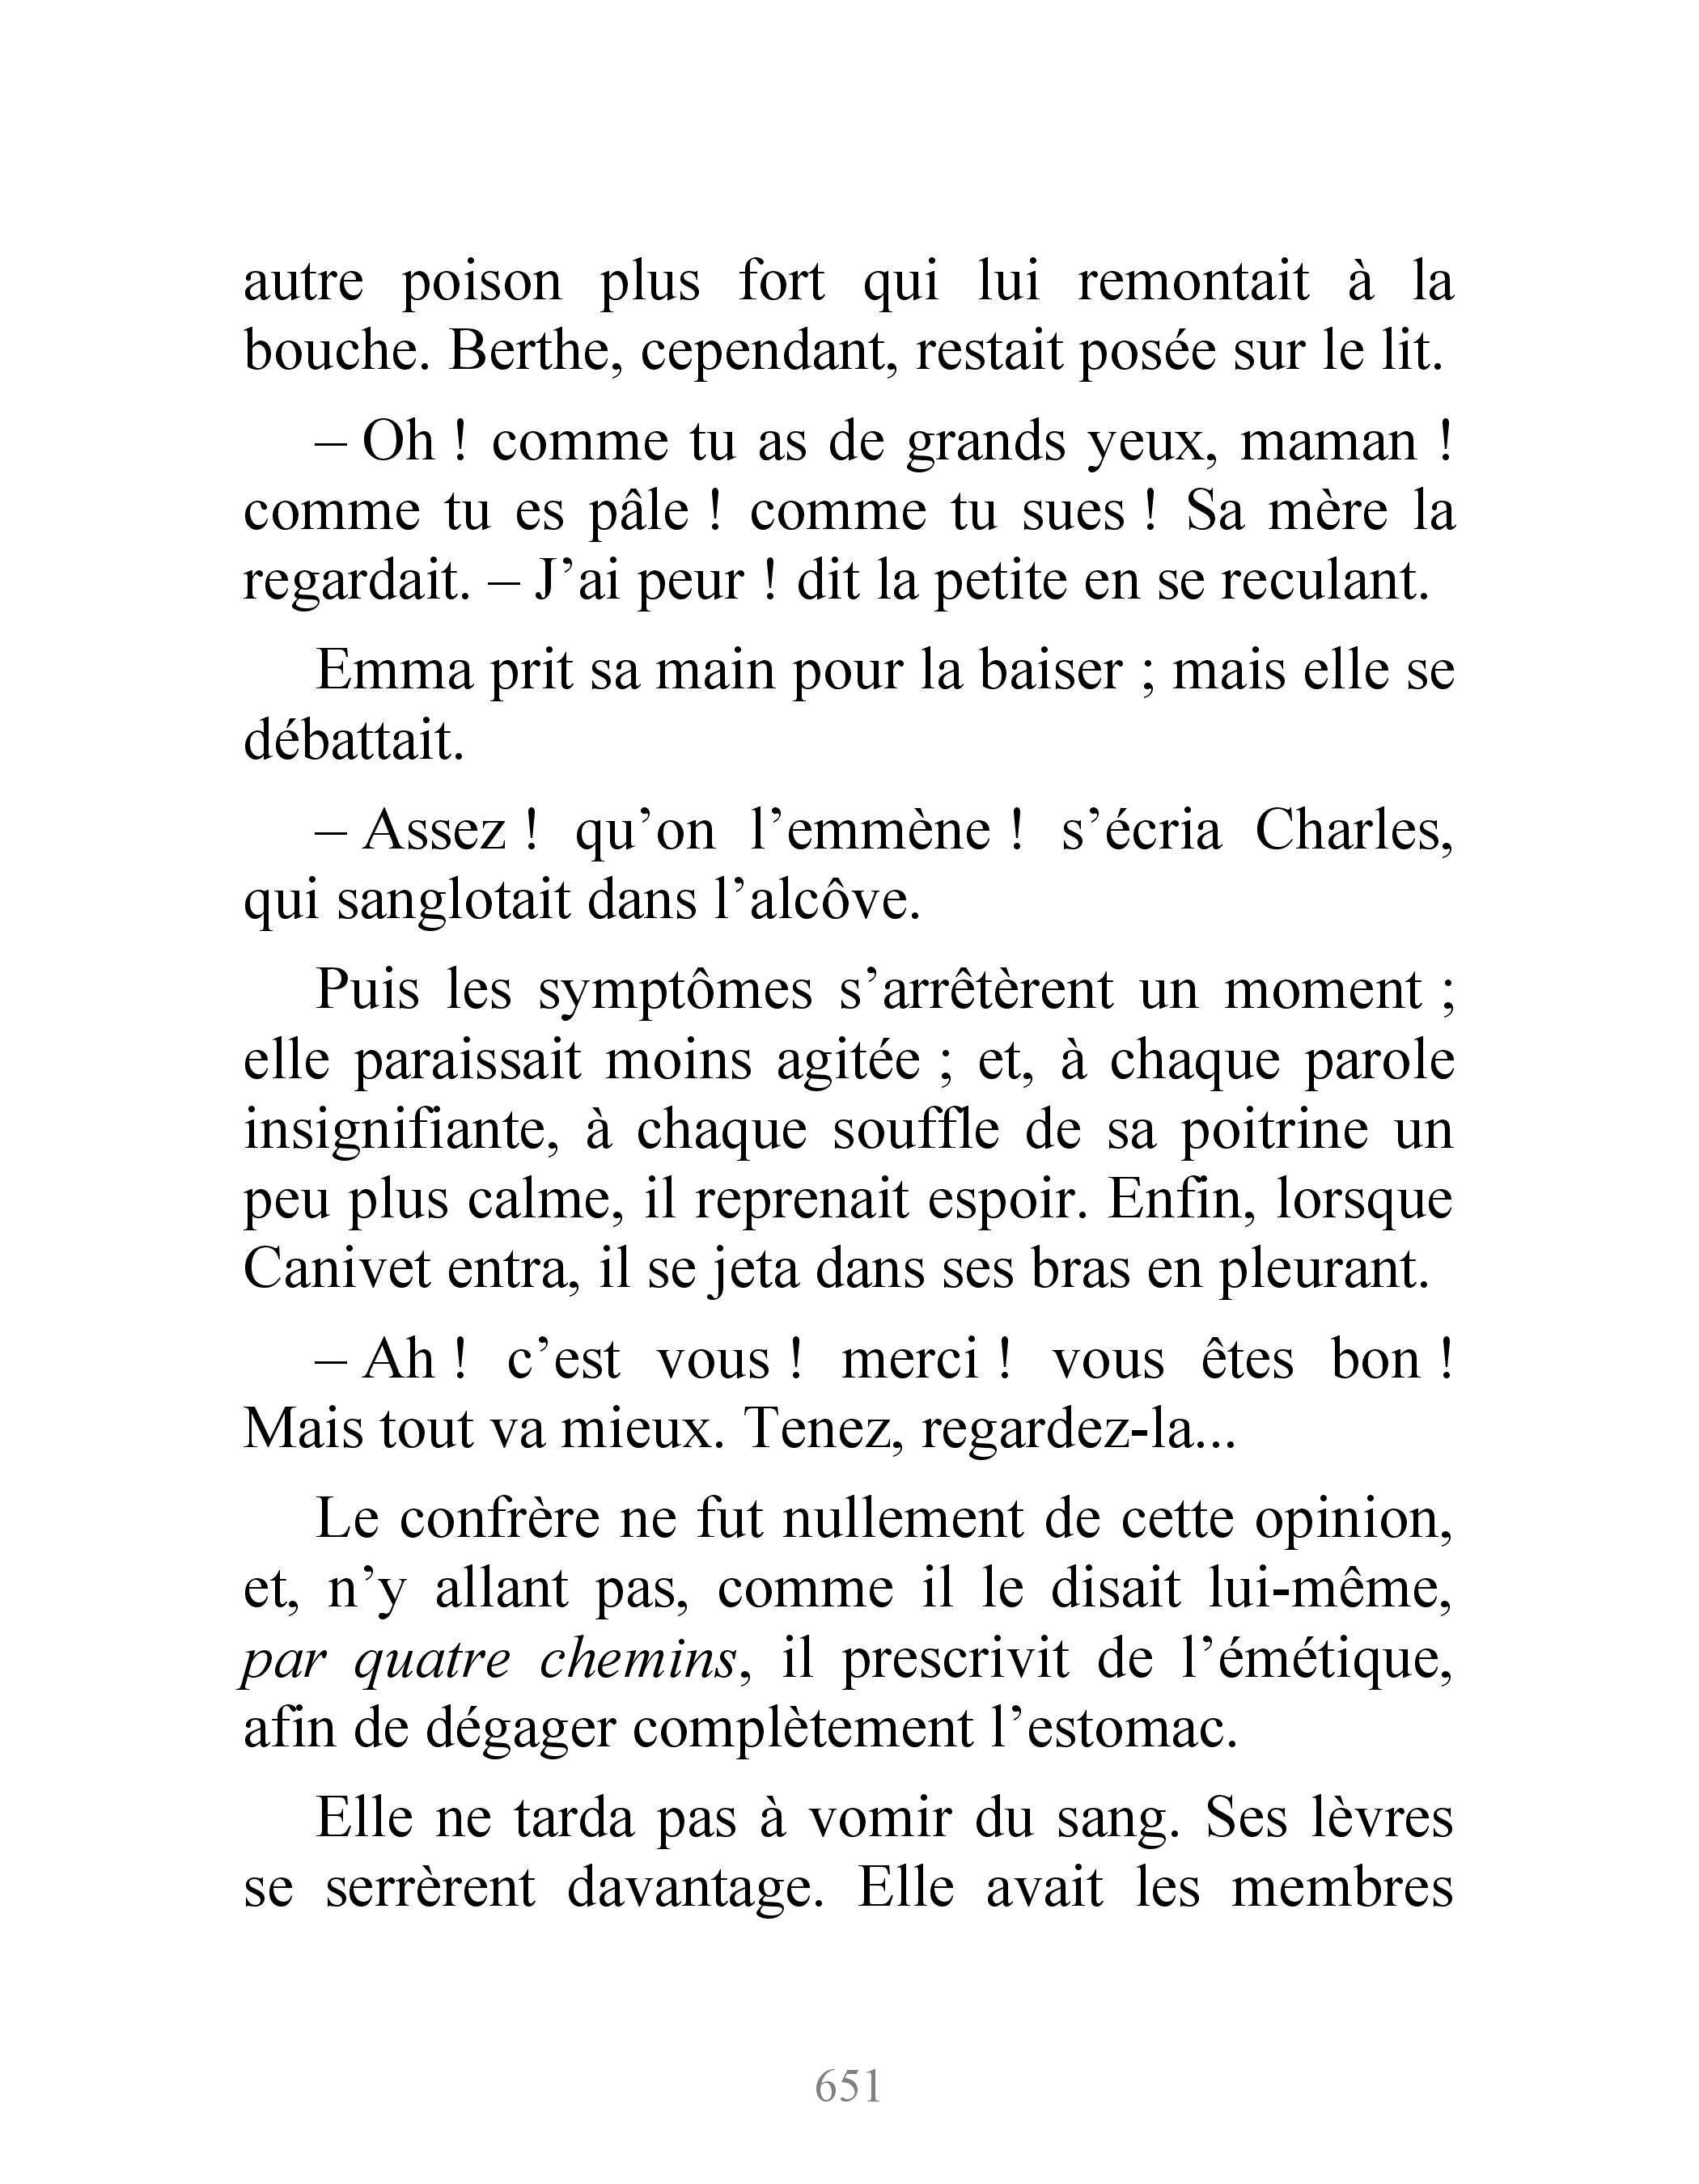 autre poison plus fort qui lui remontait à la
bouche. Berthe, cependant, restait posée sur le lit.
– Oh ! comme tu as de grands yeux, maman !
comme tu es pâle ! comme tu sues ! Sa mère la
regardait. – J’ai peur ! dit la petite en se reculant.
Emma prit sa main pour la baiser ; mais elle se
débattait.
– Assez ! qu’on l’emmène ! s’écria Charles,
qui sanglotait dans l’alcôve.
Puis les symptômes s’arrêtèrent un moment ;
elle paraissait moins agitée ; et, à chaque parole
insignifiante, à chaque souffle de sa poitrine un
peu plus calme, il reprenait espoir. Enfin, lorsque
Canivet entra, il se jeta dans ses bras en pleurant.
– Ah ! c’est vous ! merci ! vous êtes bon !
Mais tout va mieux. Tenez, regardez-la...
Le confrère ne fut nullement de cette opinion,
et, n’y allant pas, comme il le disait lui-même,
par quatre chemins, il prescrivit de l’émétique,
afin de dégager complètement l’estomac.
Elle ne tarda pas à vomir du sang. Ses lèvres
se serrèrent davantage. Elle avait les membres
651